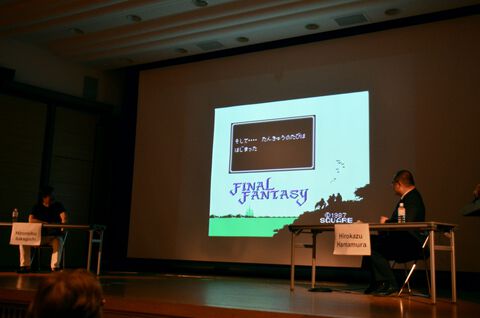 そして････ たんきゅうのたびは
はじまった
FINAL
FANTASY
©1987
SQUARE
Hironobu
Sakaguchi
Hirokazu
Hamamura